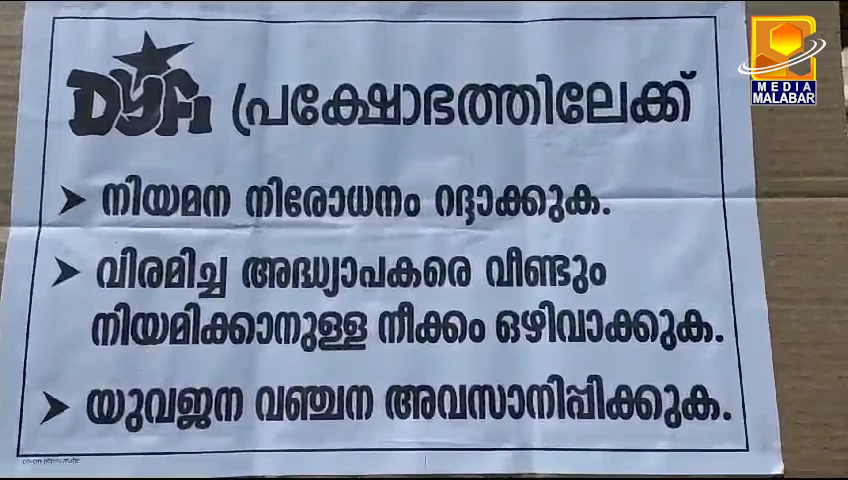 MEDIA
MALABAR
DYFI പ്രക്ഷോഭത്തിലേക്ക്
നിയമന നിരോധനം റദ്ദാക്കുക.
വിരമിച്ച അദ്ധ്യാപകരെ വീണ്ടും
നിയമിക്കാനുള്ള നീക്കം ഒഴിവാക്കുക.
യുവജന വഞ്ചന അവസാനിപ്പിക്കുക.